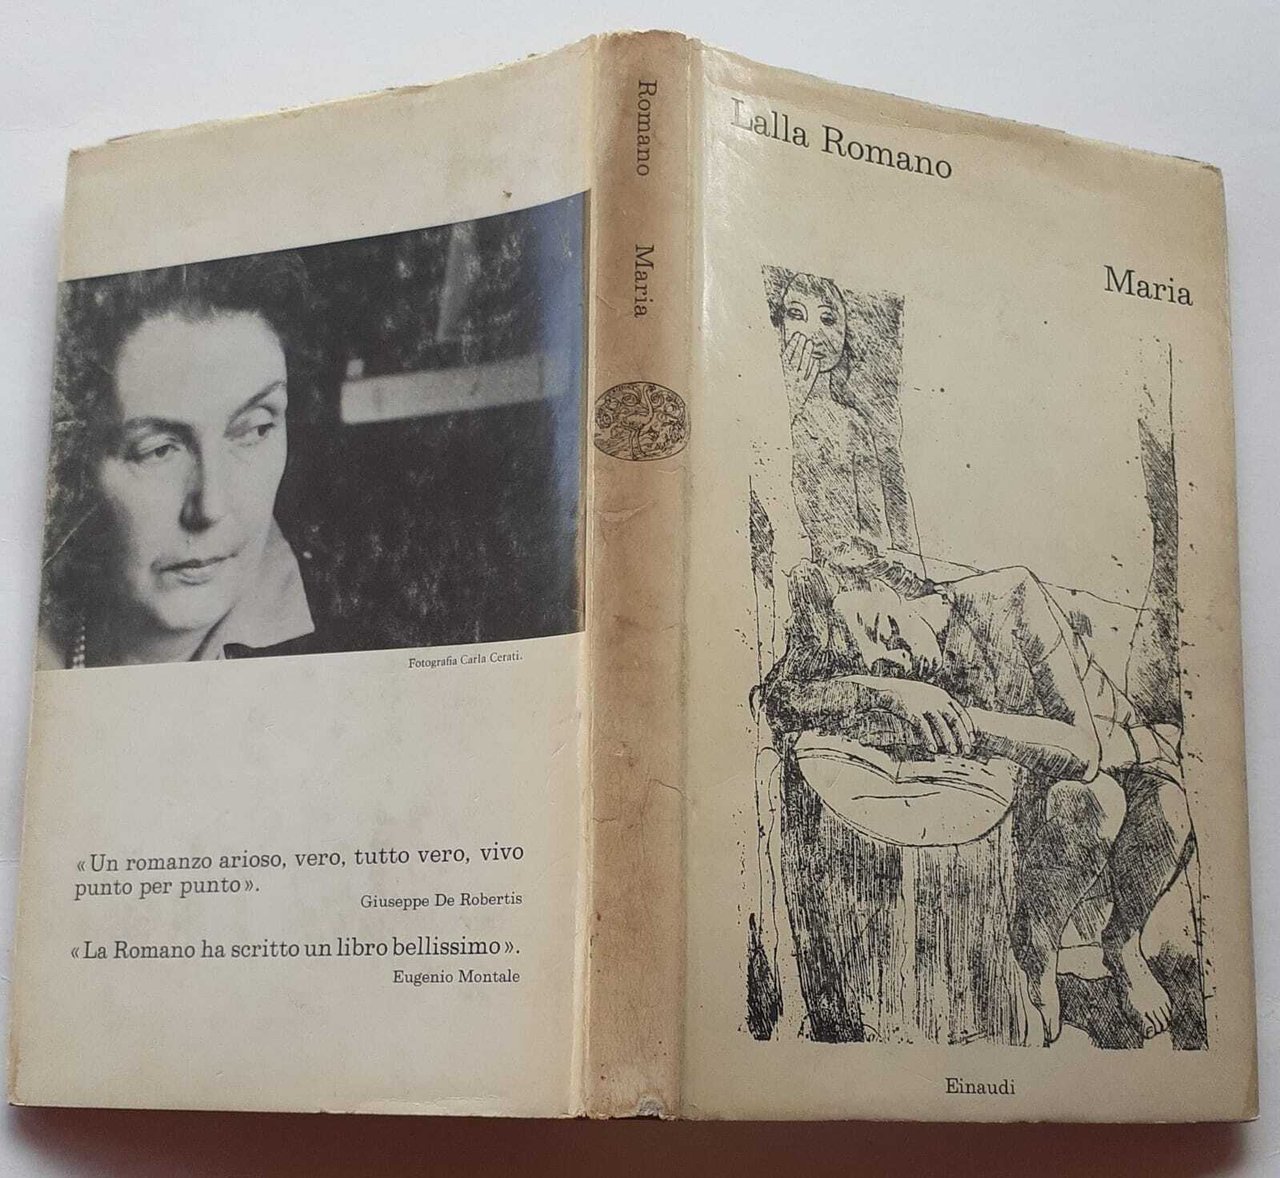 Fotografia Carla Cerati.
«Un romanzo arioso, vero, tutto vero, vivo
punto per punto».
Giuseppe De Robertis
«La Romano ha scritto un libro bellissimo».
Eugenio Montale
Romano
Maria
Lalla Romano
Maria
Einaudi